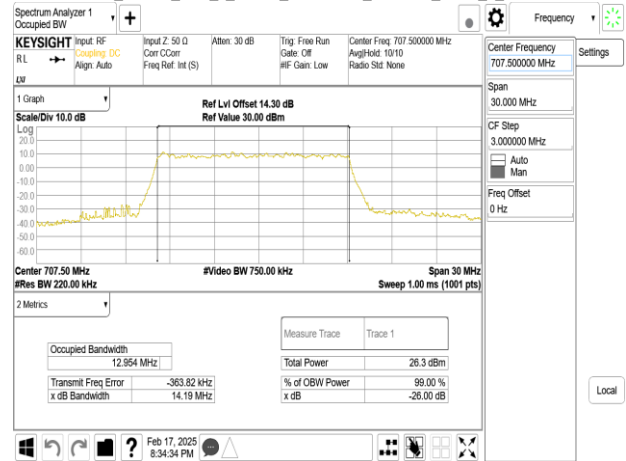 Spectrum Analyzer 1
Occupied BW
Frequency
KEYSIGHT
RL
LXI
Input: RF
Coupling: DC
Align: Auto
Input Z: 50 Ω
Corr CCorr
Freq Ref: Int (S)
Atten: 30 dB
Trig: Free Run
Gate: Off
#IF Gain: Low
Center Freq: 707.500000 MHz
Avg|Hold: 10/10
Radio Std: None
Center Frequency
707.500000 MHz
Settings
Span
30.000 MHz
CF Step
3.000000 MHz
Auto
Man
Freq Offset
0 Hz
1 Graph
Scale/Div 10.0 dB
Ref Lvl Offset 14.30 dB
Ref Value 30.00 dBm
Log
20.0
10.0
0.00
-10.0
-20.0
-30.0
-40.0
-50.0
-60.0
Center 707.50 MHz
#Video BW 750.00 kHz
Span 30 MHz
#Res BW 220.00 kHz
Sweep 1.00 ms (1001 pts)
2 Metrics
Measure Trace Trace 1
Occupied Bandwidth
12.954 MHz
Total Power 26.3 dBm
Transmit Freq Error -363.82 kHz
% of OBW Power 99.00 %
x dB Bandwidth 14.19 MHz
x dB -26.00 dB
Local
?
Feb 17, 2025
8:34:34 PM